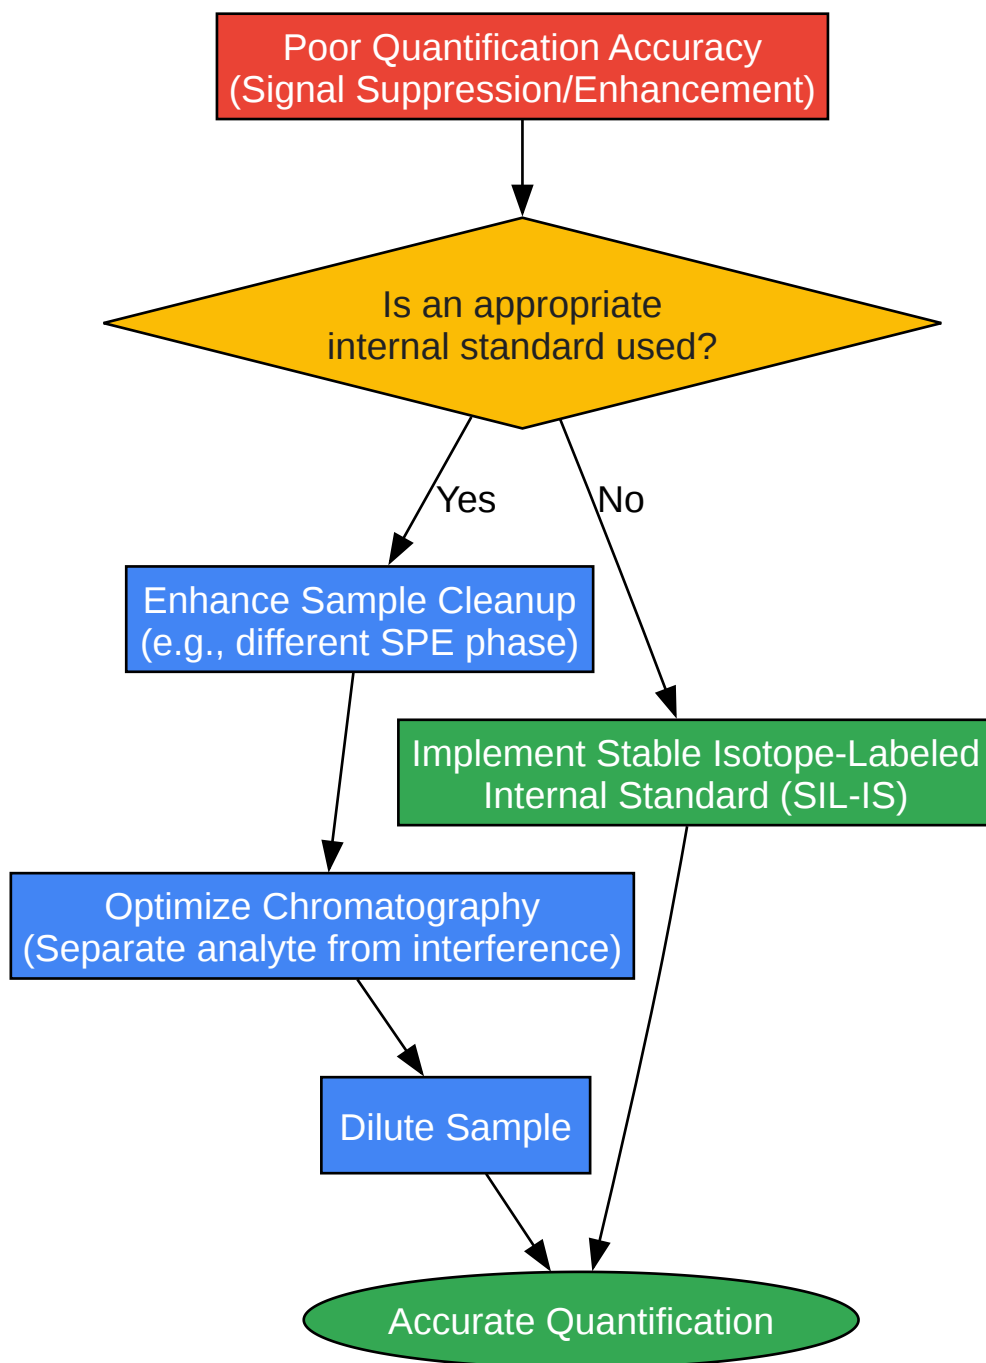 Poor Quantification Accuracy
(Signal Suppression/Enhancement)
Is an appropriate
internal standard used?
Yes
No
Enhance Sample Cleanup
(e.g., different SPE phase)
Implement Stable Isotope-Labeled
Internal Standard (SIL-IS)
Optimize Chromatography
(Separate analyte from interference)
Dilute Sample
Accurate Quantification